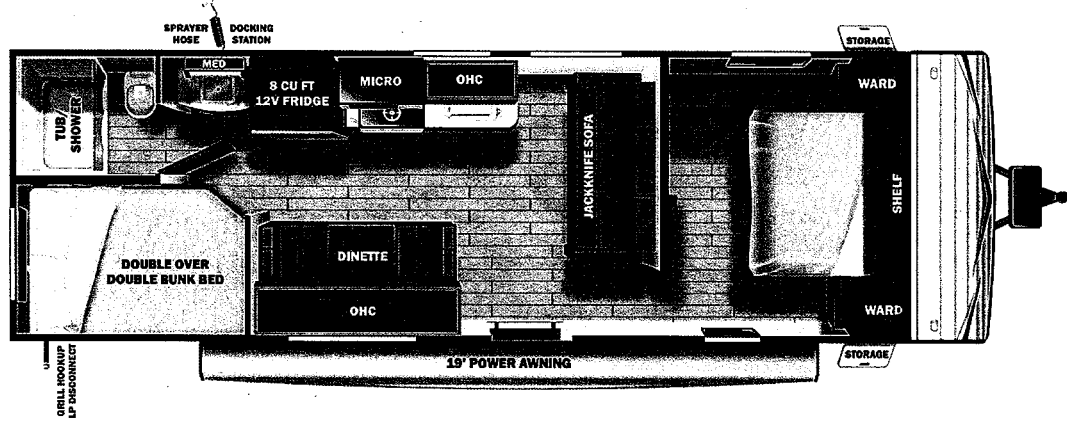 SPRAYER HOSE
DOCKING STATION
STORAGE
MED
8 CU FT
12V FRIDGE
MICRO
OHC
WARD
TUB/
SHOWER
JACKKNIFE SOFA
SHELF
DOUBLE OVER
DOUBLE BUNK BED
DINETTE
OHC
WARD
STORAGE
19' POWER AWNING
GRILL HOOKUP
LP DISCONNECT